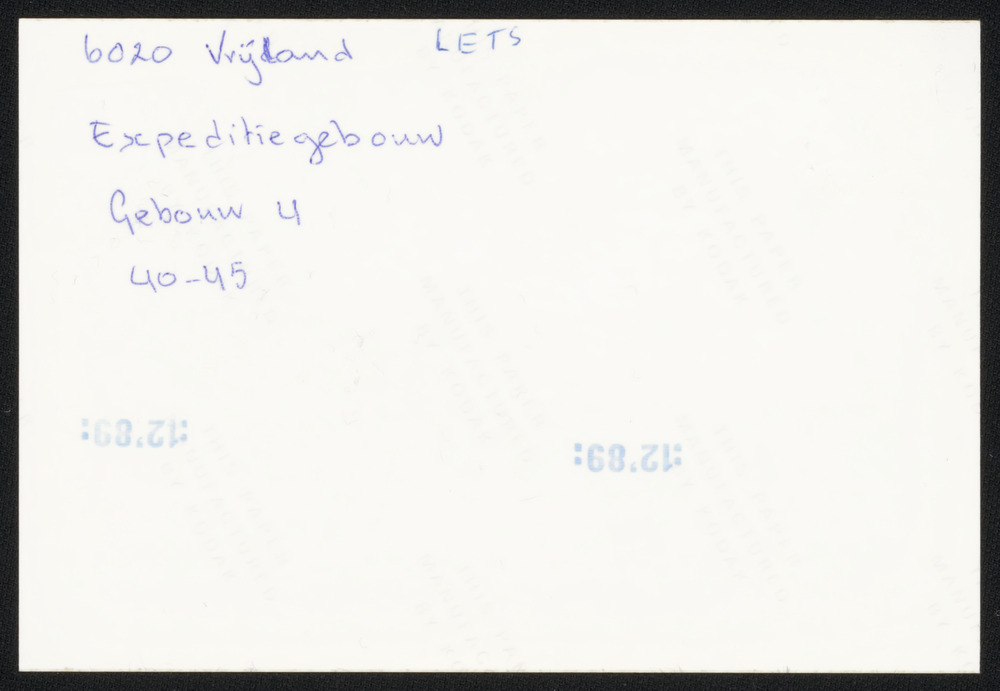 6020 Vrijland LETS
Expeditiegebouw
Gebouw 4
40-45
:12'89:
:12'89: